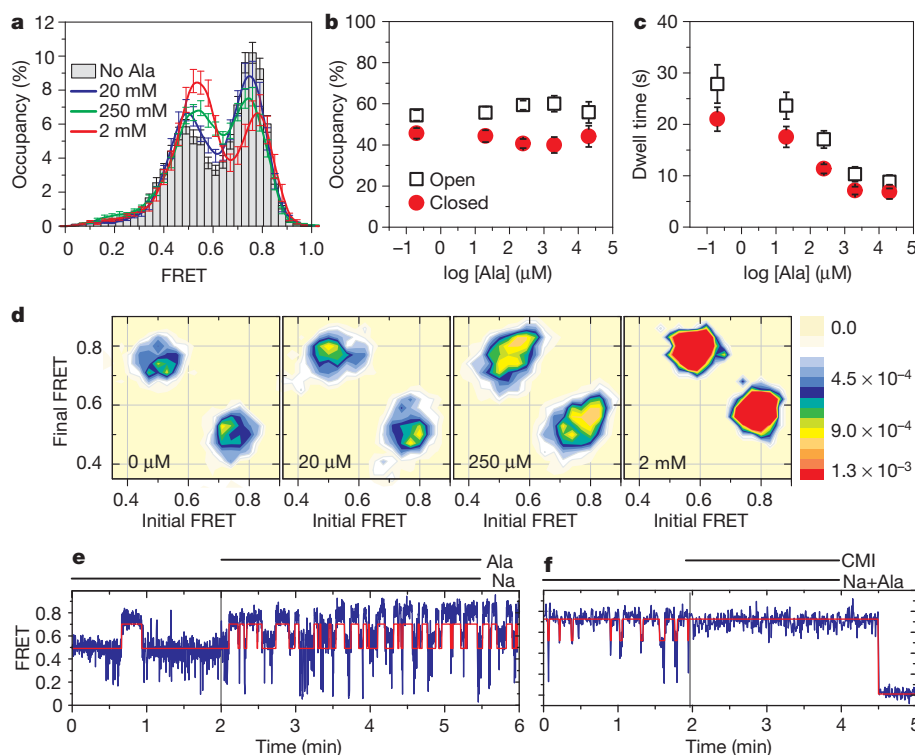 a
12
10
8
6
4
2
0
Occupancy (%)
No Ala
20 mM
250 mM
2 mM
0 0.2 0.4 0.6 0.8 1.0
FRET
b
100
80
60
40
20
0
Occupancy (%)
Open
Closed
–1 0 1 2 3 4 5
log [Ala] (μM)
c
40
30
20
10
0
Dwell time (s)
–1 0 1 2 3 4 5
log [Ala] (μM)
d
Final FRET
0.8
0.6
0.4
0 μM
20 μM
250 μM
2 mM
0.4 0.6 0.8
0.4 0.6 0.8
0.4 0.6 0.8
0.4 0.6 0.8
Initial FRET
Initial FRET
Initial FRET
Initial FRET
0.0
4.5 × 10⁻⁴
9.0 × 10⁻⁴
1.3 × 10⁻³
e
Ala
Na
FRET
0.8
0.6
0.4
0.2
0
0 1 2 3 4 5 6
Time (min)
f
CMI
Na+Ala
0 1 2 3 4 5
Time (min)